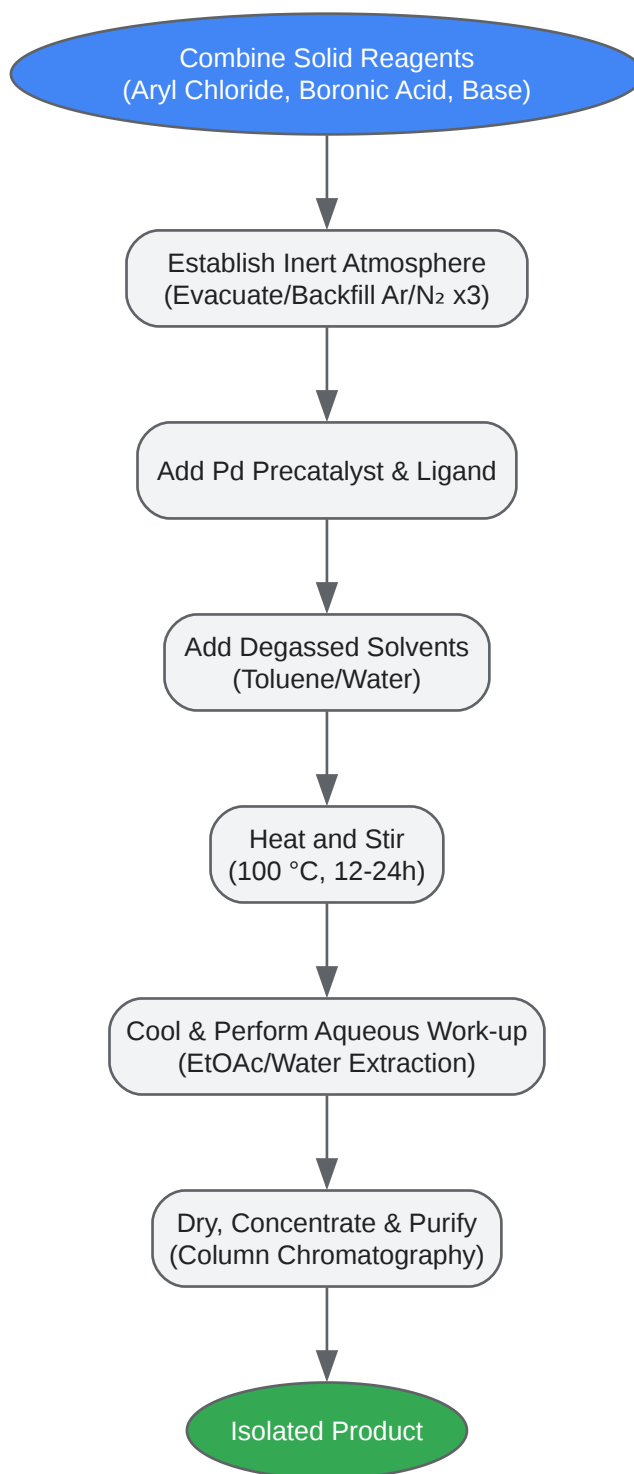 Combine Solid Reagents
(Aryl Chloride, Boronic Acid, Base)
Establish Inert Atmosphere
(Evacuate/Backfill Ar/N₂ x3)
Add Pd Precatalyst & Ligand
Add Degassed Solvents
(Toluene/Water)
Heat and Stir
(100 °C, 12-24h)
Cool & Perform Aqueous Work-up
(EtOAc/Water Extraction)
Dry, Concentrate & Purify
(Column Chromatography)
Isolated Product